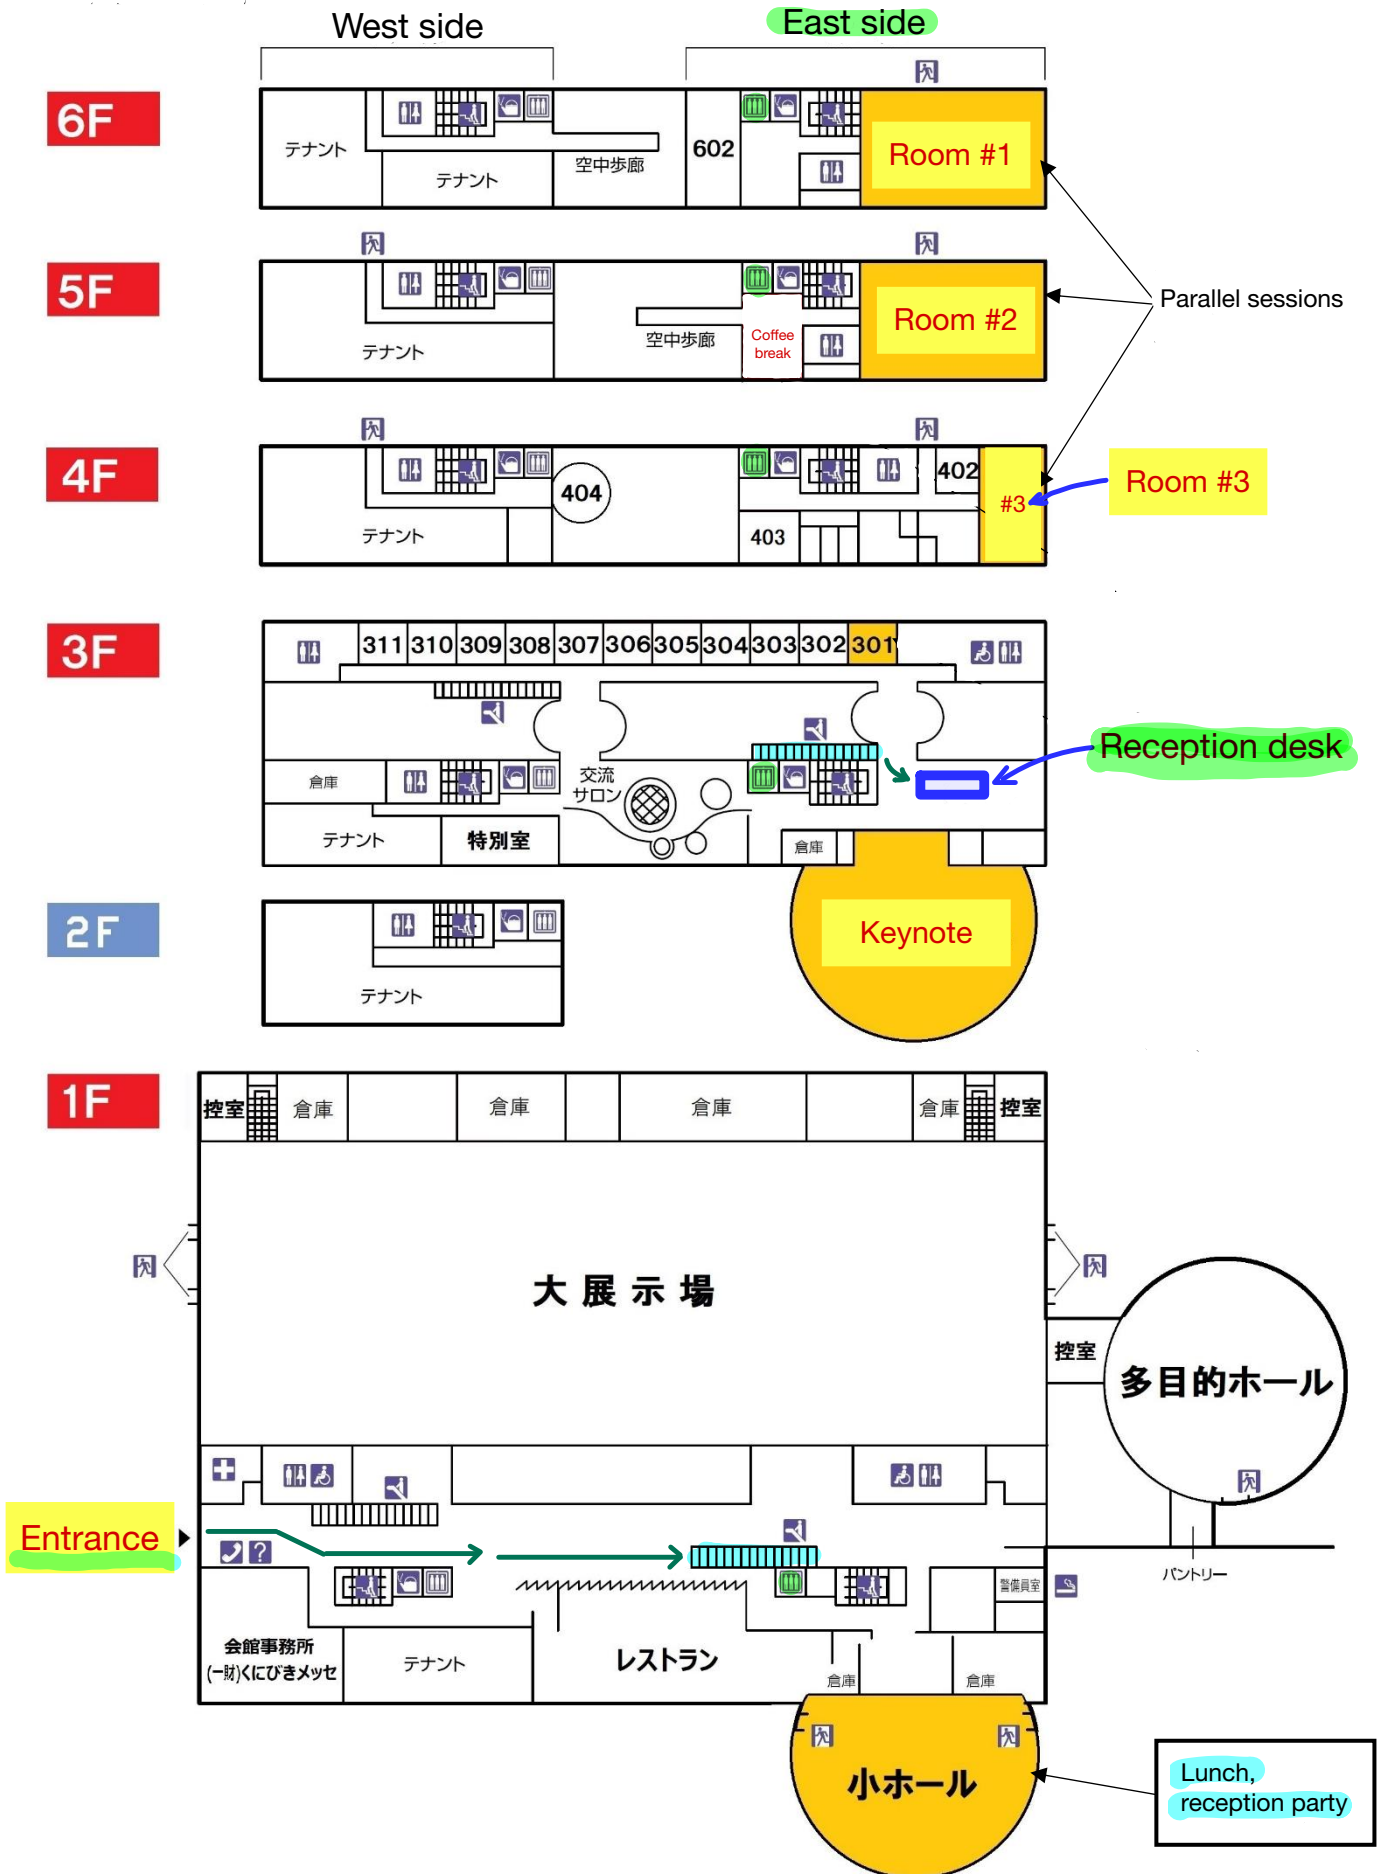 West side
East side
6F
テナント
テナント
空中歩廊
602
Room #1
5F
テナント
空中歩廊
Coffee
break
Room #2
Parallel sessions
4F
テナント
404
403
402
#3
Room #3
3F
311
310
309
308
307
306
305
304
303
302
301
Reception desk
倉庫
交流
サロン
テナント
特別室
倉庫
2F
テナント
Keynote
1F
控室
倉庫
倉庫
倉庫
倉庫
控室
大展示場
控室
多目的ホール
Entrance
?
パントリー
警備員室
会館事務所
(一財)くにびきメッセ
テナント
レストラン
倉庫
倉庫
小ホール
Lunch,
reception party